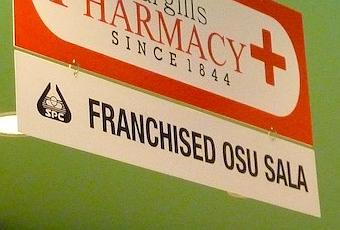 PHARMACY
SINCE 1844
SPC
FRANCHISED OSU SALA